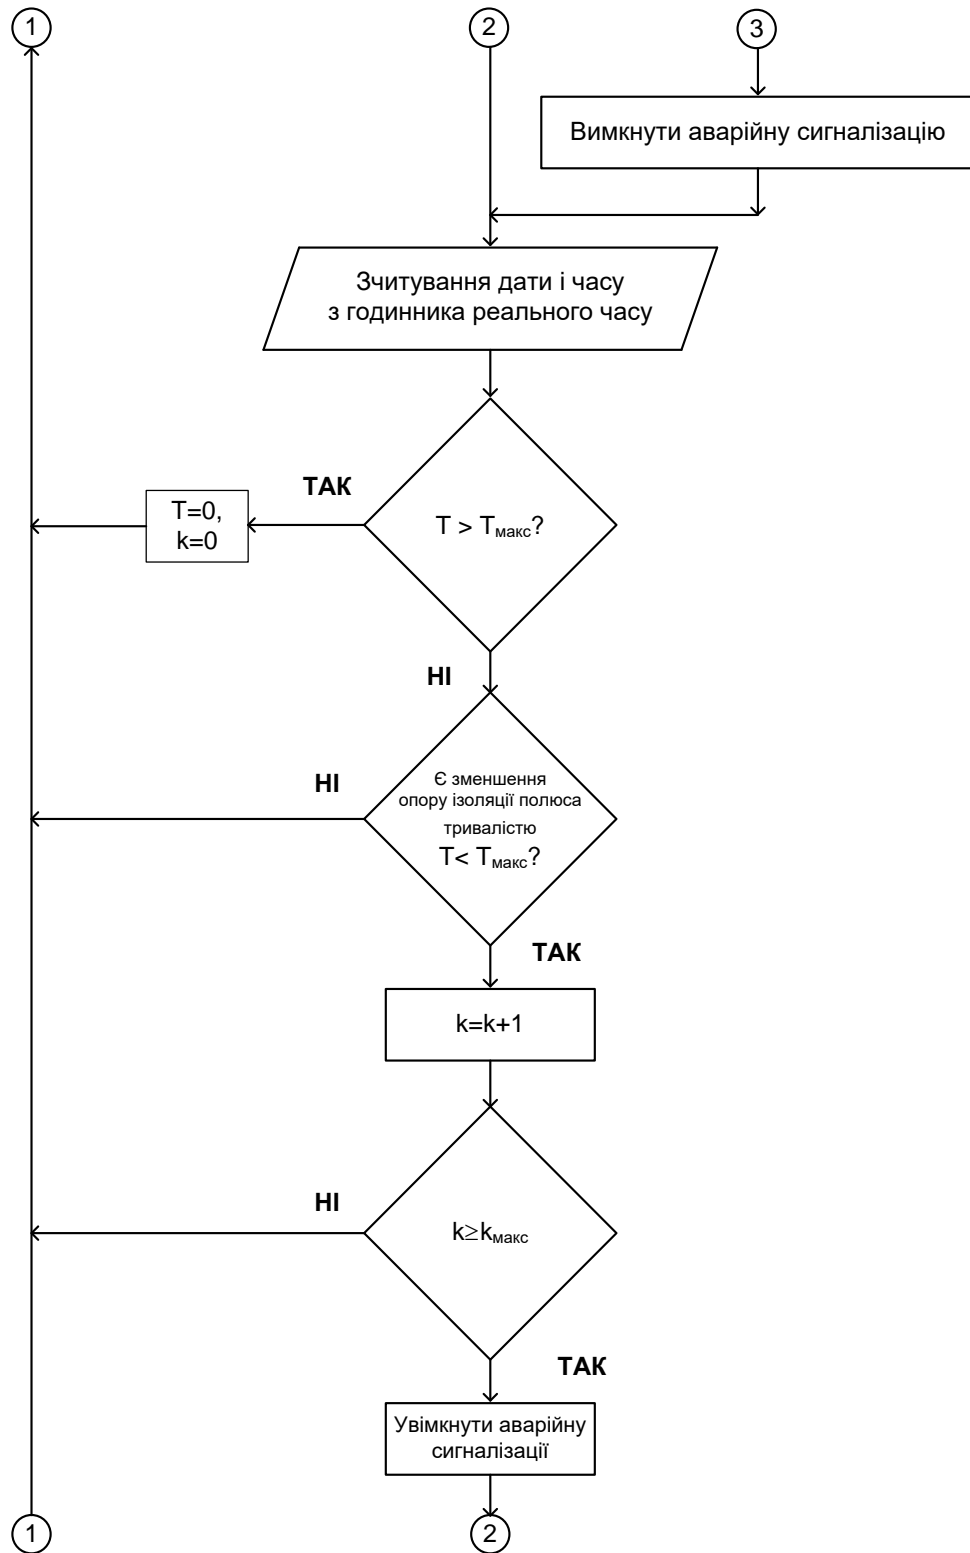 1
2
3
Вимкнути аварійну сигналізацію
Зчитування дати і часу
з годинника реального часу
ТАК
T=0,
k=0
T > Tмакс?
НІ
НІ
Є зменшення
опору ізоляції полюса
тривалістю
T< Tмакс?
ТАК
k=k+1
НІ
k≥kмакс
ТАК
Увімкнути аварійну
сигналізації
1
2